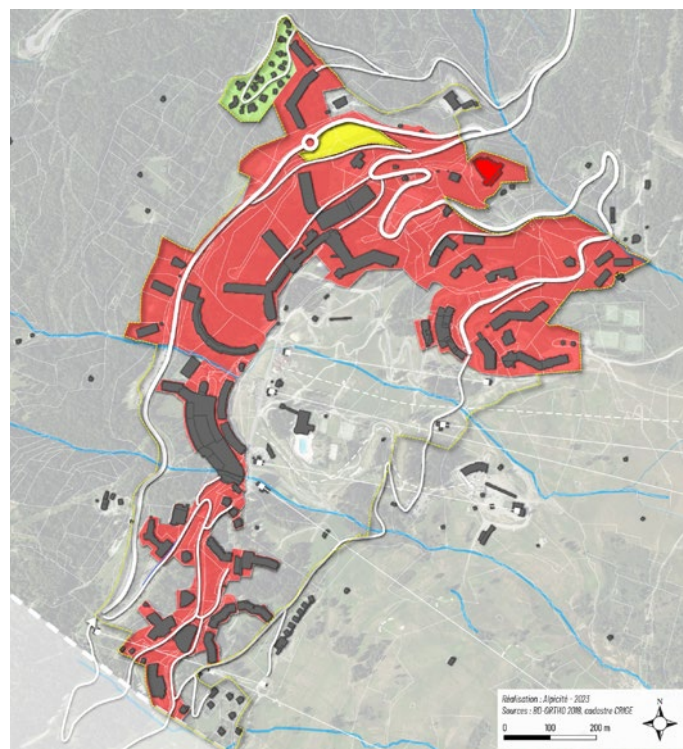 Réalisation : Alpicité - 2023
Sources : BD-ORTHO 2018, cadastre CRIGE
N
0 100 200 m